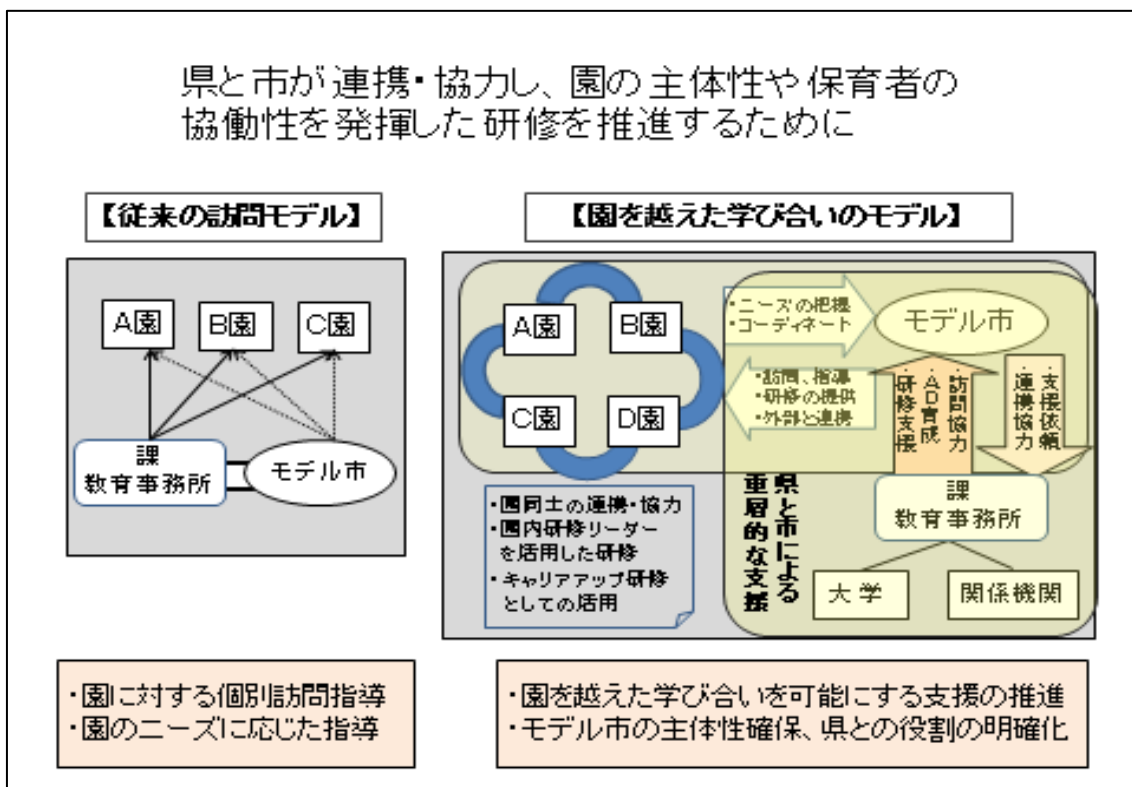 県と市が連携・協力し、園の主体性や保育者の
協働性を発揮した研修を推進するために
【従来の訪問モデル】
A園
B園
C園
課
教育事務所
モデル市
・園に対する個別訪問指導
・園のニーズに応じた指導
【園を越えた学び合いのモデル】
A園
B園
C園
D園
・ニーズの把握
・コーディネート
・訪問、指導
・研修の提供
・外部と連携
モデル市
・訪問協力
・AD育成
・研修支援
・支援依頼
・連携協力
課
教育事務所
大学
関係機関
県と市による
重層的な支援
・園同士の連携・協力
・園内研修リーダー
を活用した研修
・キャリアアップ研修
としての活用
・園を越えた学び合いを可能にする支援の推進
・モデル市の主体性確保、県との役割の明確化